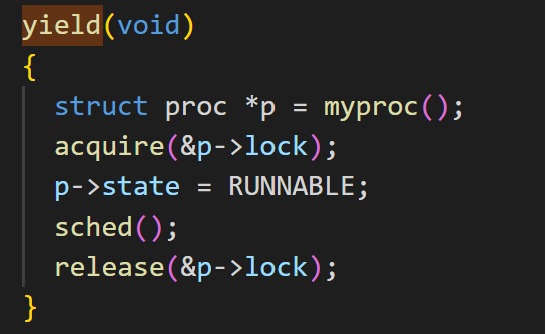 yield(void)
{
  struct proc *p = myproc();
  acquire(&p->lock);
  p->state = RUNNABLE;
  sched();
  release(&p->lock);
}